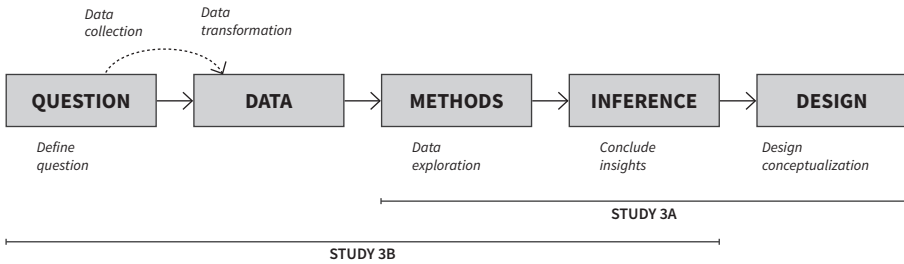 Data
collection
Data
transformation
QUESTION
DATA
METHODS
INFERENCE
DESIGN
Define
question
Data
exploration
Conclude
insights
Design
conceptualization
STUDY 3A
STUDY 3B